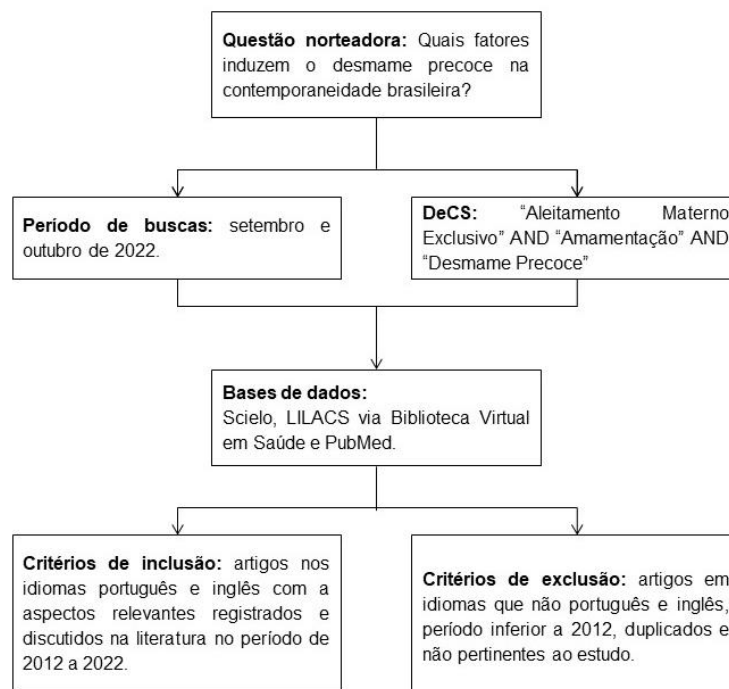 Questão norteadora: Quais fatores
induzem o desmame precoce na
contemporaneidade brasileira?
Período de buscas: setembro e
outubro de 2022.
DeCS: “Aleitamento Materno
Exclusivo” AND “Amamentação” AND
“Desmame Precoce”
Bases de dados:
Scielo, LILACS via Biblioteca Virtual
em Saúde e PubMed.
Critérios de inclusão: artigos nos
idiomas português e inglês com a
aspectos relevantes registrados e
discutidos na literatura no período de
2012 a 2022.
Critérios de exclusão: artigos em
idiomas que não português e inglês,
período inferior a 2012, duplicados e
não pertinentes ao estudo.